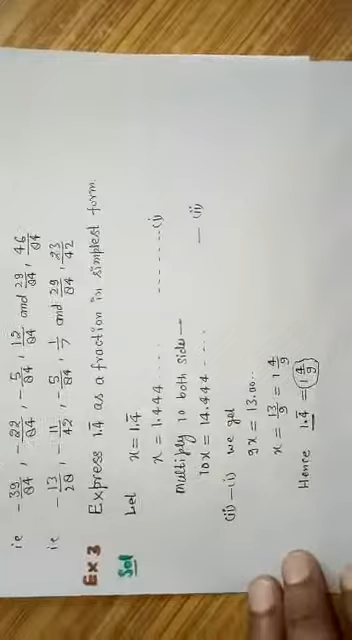 ie -39/84, -22/84, -5/84, 12/84 and 29/84, 46/84
ie -13/28, -11/42, -5/84, 1/7 and 29/84, 23/42
Ex 3 Express 1.4̄ as a fraction in simplest form.
Sol Let x = 1.4̄
x = 1.444.... ........(i)
multiply 10 both sides—
10x = 14.444.... — (ii)
(ii) - (i) we get
9x = 13.00..
x = 13/9 = 1 4/9
Hence 1.4̄ = 1 4/9